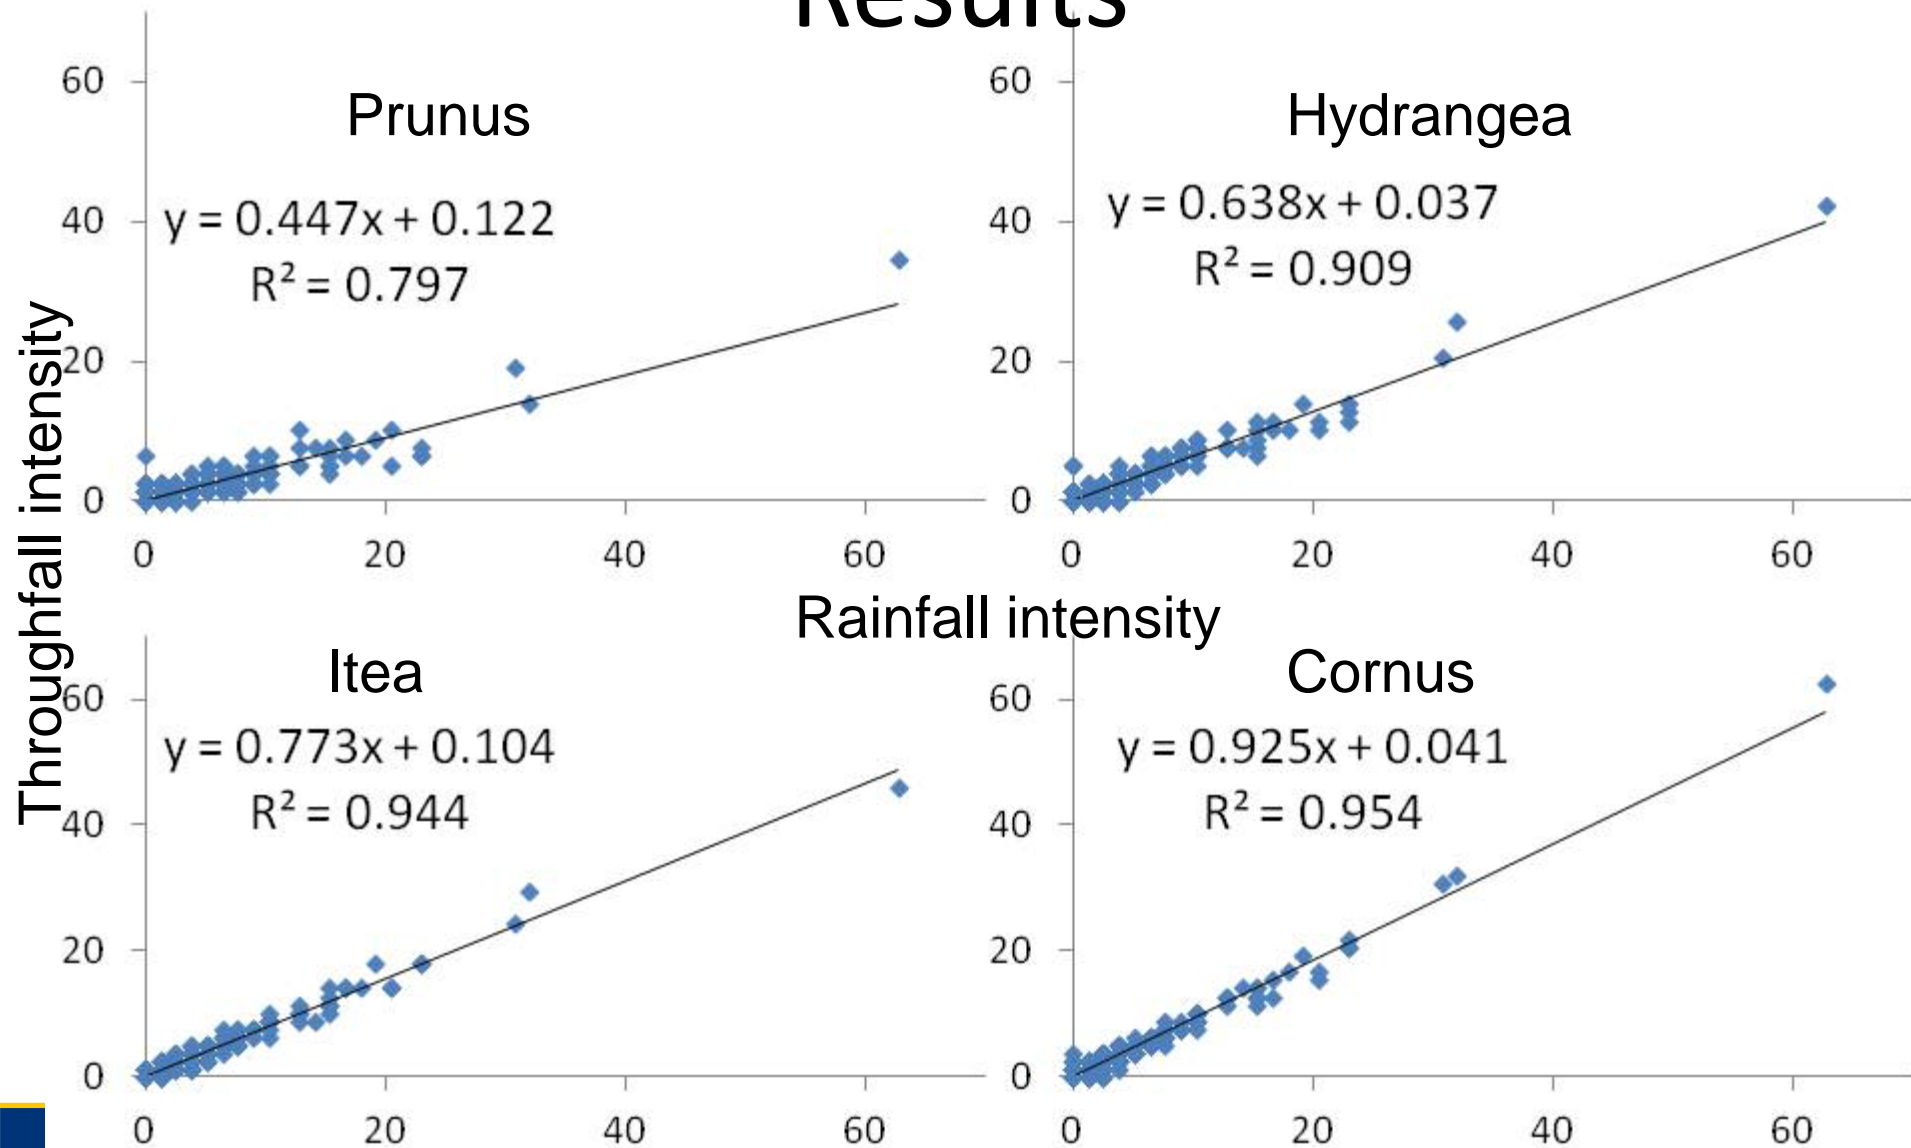 Results
60
40
20
0
0 20 40 60
Prunus
y = 0.447x + 0.122
R² = 0.797
60
40
20
0
0 20 40 60
Hydrangea
y = 0.638x + 0.037
R² = 0.909
Throughfall intensity
Rainfall intensity
60
40
20
0
0 20 40 60
Itea
y = 0.773x + 0.104
R² = 0.944
60
40
20
0
0 20 40 60
Cornus
y = 0.925x + 0.041
R² = 0.954